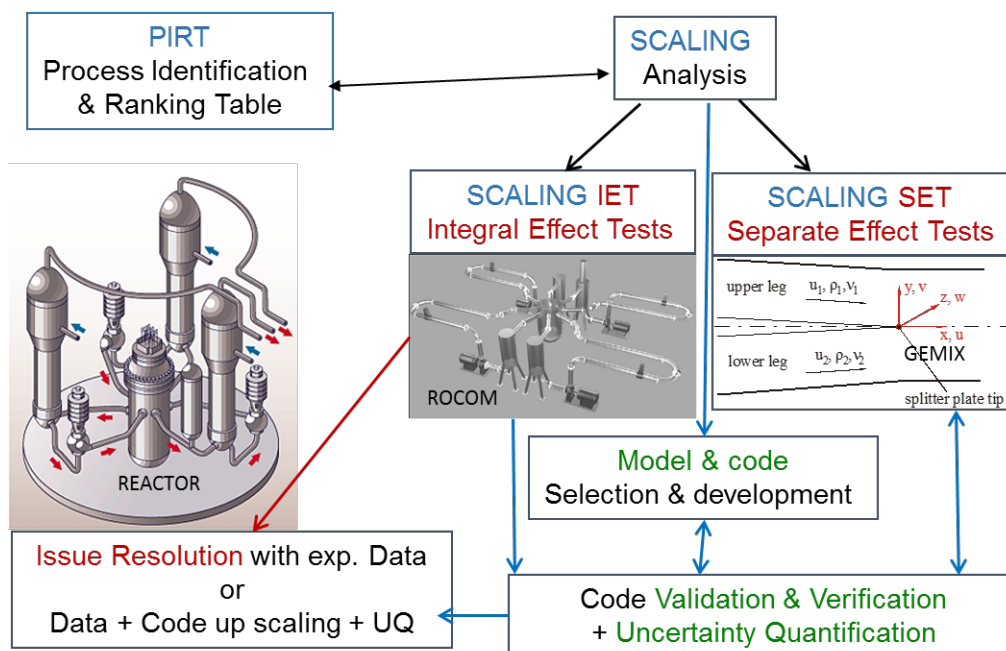 PIRT
Process Identification
& Ranking Table
SCALING
Analysis
SCALING IET
Integral Effect Tests
SCALING SET
Separate Effect Tests
upper leg
u₁, ρ₁, ν₁
y, v
z, w
x, u
GEMIX
lower leg
u₂, ρ₂, ν₂
splitter plate tip
ROCOM
REACTOR
Model & code
Selection & development
Issue Resolution with exp. Data
or
Data + Code up scaling + UQ
Code Validation & Verification
+ Uncertainty Quantification